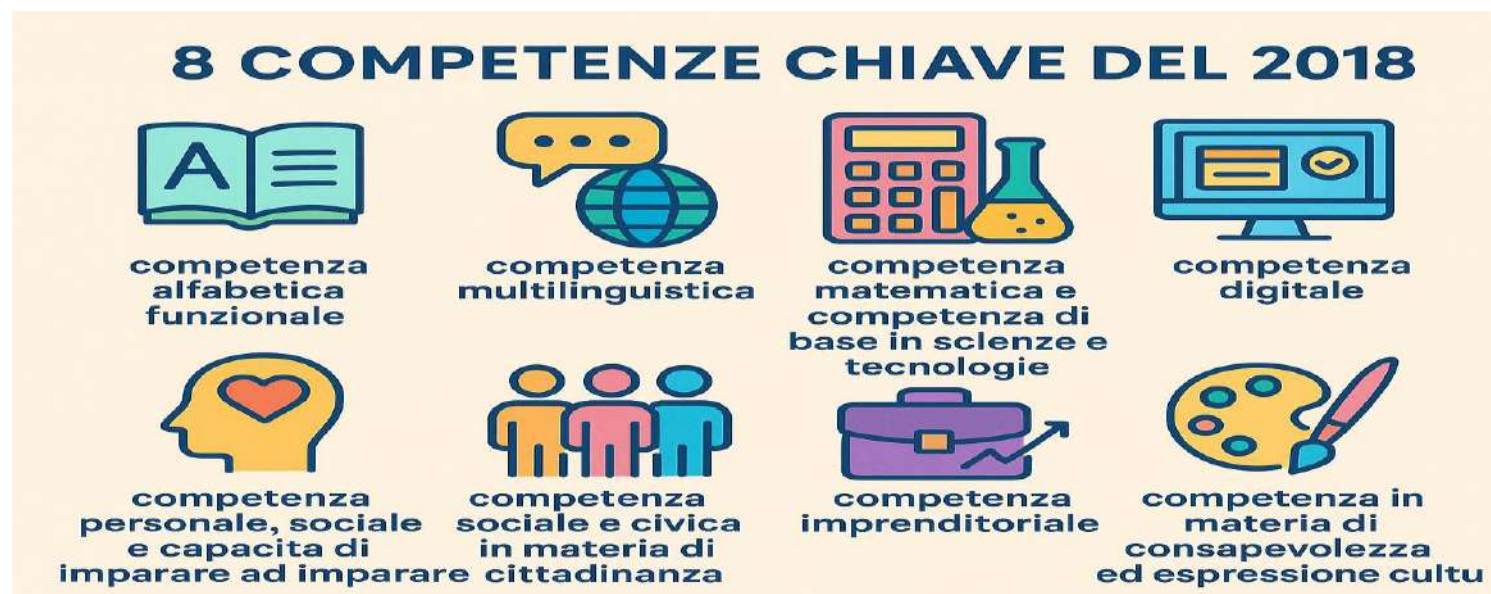 8 COMPETENZE CHIAVE DEL 2018
A
competenza
alfabetica
funzionale
competenza
multilinguistica
competenza
matematica e
competenza di
base in sclenze e
tecnologie
competenza
digitale
competenza
personale, sociale
e capacita di
imparare ad imparare
competenza
sociale e civica
in materia di
cittadinanza
competenza
imprenditoriale
competenza in
materia di
consapevolezza
ed espressione cultu